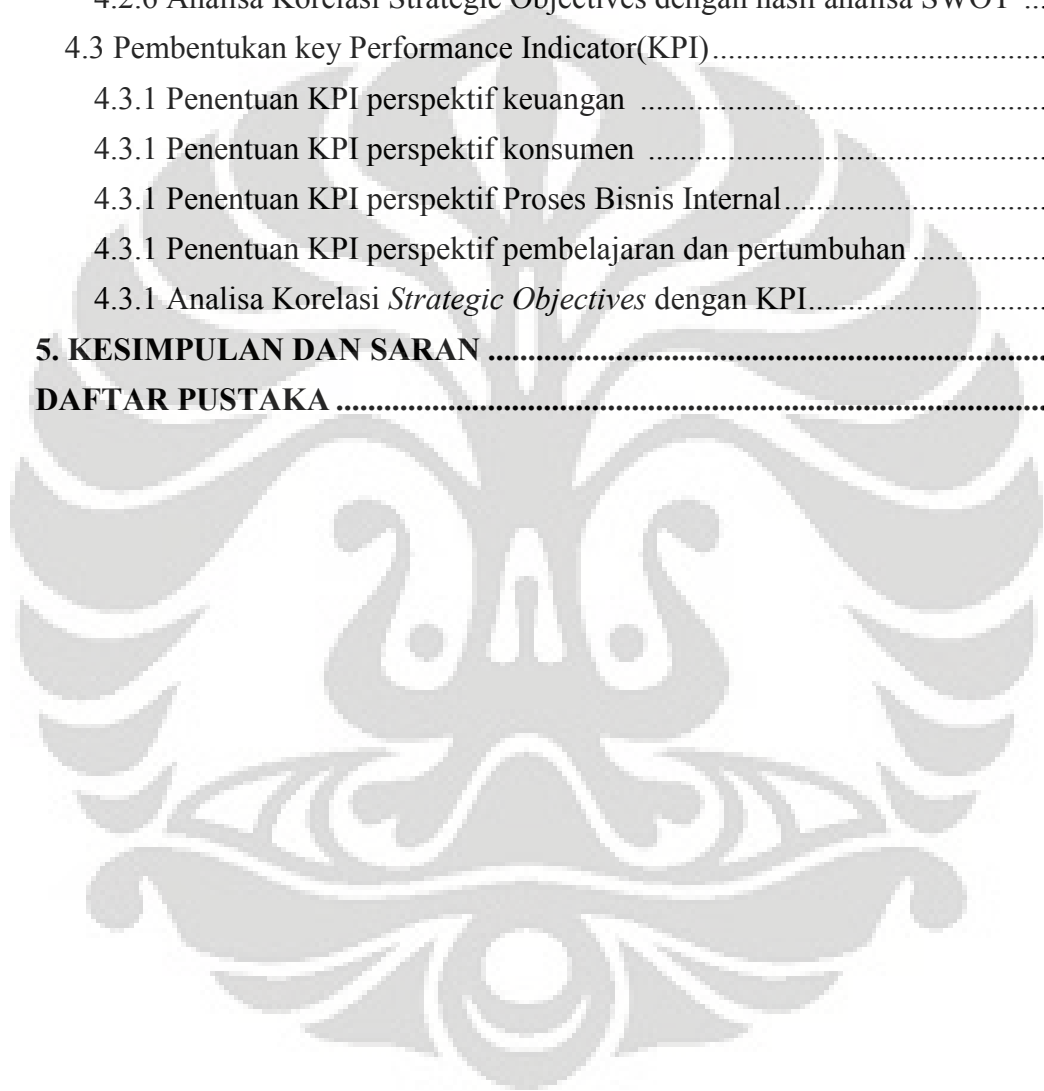 4.2.6 Analisa Korelasi Strategic Objectives dengan hasil analisa SWOT ...
4.3 Pembentukan key Performance Indicator(KPI)..................................................
4.3.1 Penentuan KPI perspektif keuangan ..........................................................
4.3.1 Penentuan KPI perspektif konsumen .........................................................
4.3.1 Penentuan KPI perspektif Proses Bisnis Internal.....................................
4.3.1 Penentuan KPI perspektif pembelajaran dan pertumbuhan ...................
4.3.1 Analisa Korelasi Strategic Objectives dengan KPI..................................
5. KESIMPULAN DAN SARAN ..............................................................................
DAFTAR PUSTAKA ..................................................................................................